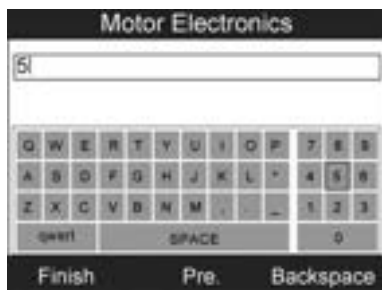 Motor Electronics
5
Q W E R T Y U I O P 7 8 9
A S D F G H J K L * 4 5 6
Z X C V B N M . . _ 1 2 3
qwert SPACE 0
Finish Pre. Backspace